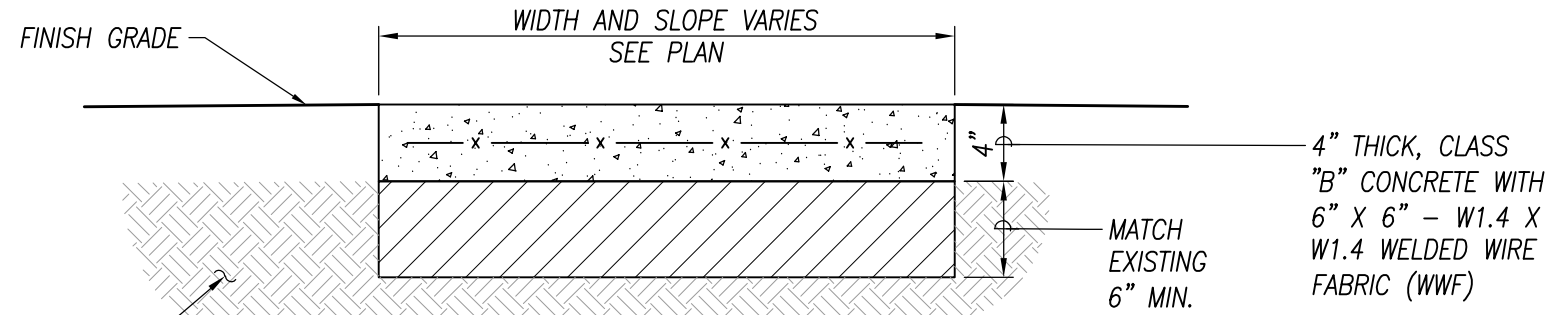 FINISH GRADE
WIDTH AND SLOPE VARIES
SEE PLAN
x x x x
4"
4" THICK, CLASS
"B" CONCRETE WITH
6" X 6" – W1.4 X
W1.4 WELDED WIRE
FABRIC (WWF)
MATCH
EXISTING
6" MIN.